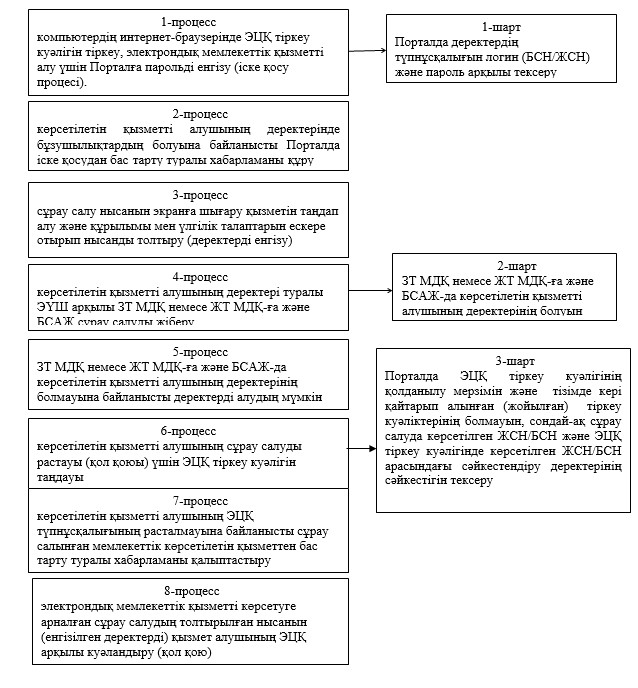 1-процесс
компьютердің интернет-браузерінде ЭЦҚ тіркеу
куәлігін тіркеу, электрондық мемлекеттік қызметті
алу үшін Порталға парольді енгізу (іске қосу
процесі).
1-шарт
Порталда деректердің
түпнұсқалығын логин (БСН/ЖСН)
және пароль арқылы тексеру
2-процесс
көрсетілетін қызметті алушының деректерінде
бұзушылықтардың болуына байланысты Порталда
іске қосудан бас тарту туралы хабарламаны құру
3-процесс
сұрау салу нысанын экранға шығару қызметін таңдап
алу және құрылымы мен үлгілік талаптарын ескере
отырып нысанды толтыру (деректерді енгізу)
4-процесс
көрсетілетін қызметті алушының деректері туралы
ЭҮШ арқылы ЗТ МДҚ немесе ЖТ МДҚ-ға және
БСАЖ сұрау салуды жіберу
2-шарт
ЗТ МДҚ немесе ЖТ МДҚ-ға және
БСАЖ-да көрсетілетін қызметті
алушының деректерінің болуын
5-процесс
ЗТ МДҚ немесе ЖТ МДҚ-ға және БСАЖ-да
көрсетілетін қызметті алушының деректерінің
болмауына байланысты деректерді алудың мүмкін
3-шарт
Порталда ЭЦҚ тіркеу куәлігінің
қолданылу мерзімін және тізімде кері
қайтарып алынған (жойылған) тіркеу
куәліктерінің болмауын, сондай-ақ сұрау
салуда көрсетілген ЖСН/БСН және ЭЦҚ
тіркеу куәлігінде көрсетілген ЖСН/БСН
арасындағы сәйкестендіру деректерінің
сәйкестігін тексеру
6-процесс
көрсетілетін қызметті алушының сұрау салуды
растауы (қол қоюы) үшін ЭЦҚ тіркеу куәлігін
таңдауы
7-процесс
көрсетілетін қызметті алушының ЭЦҚ
түпнұсқалығының расталмауына байланысты сұрау
салынған мемлекеттік көрсетілетін қызметтен бас
тарту туралы хабарламаны қалыптастыру
8-процесс
электрондық мемлекеттік қызметті көрсетуге
арналған сұрау салудың толтырылған нысанын
(енгізілген деректерді) қызмет алушының ЭЦҚ
арқылы куәландыру (қол қою)